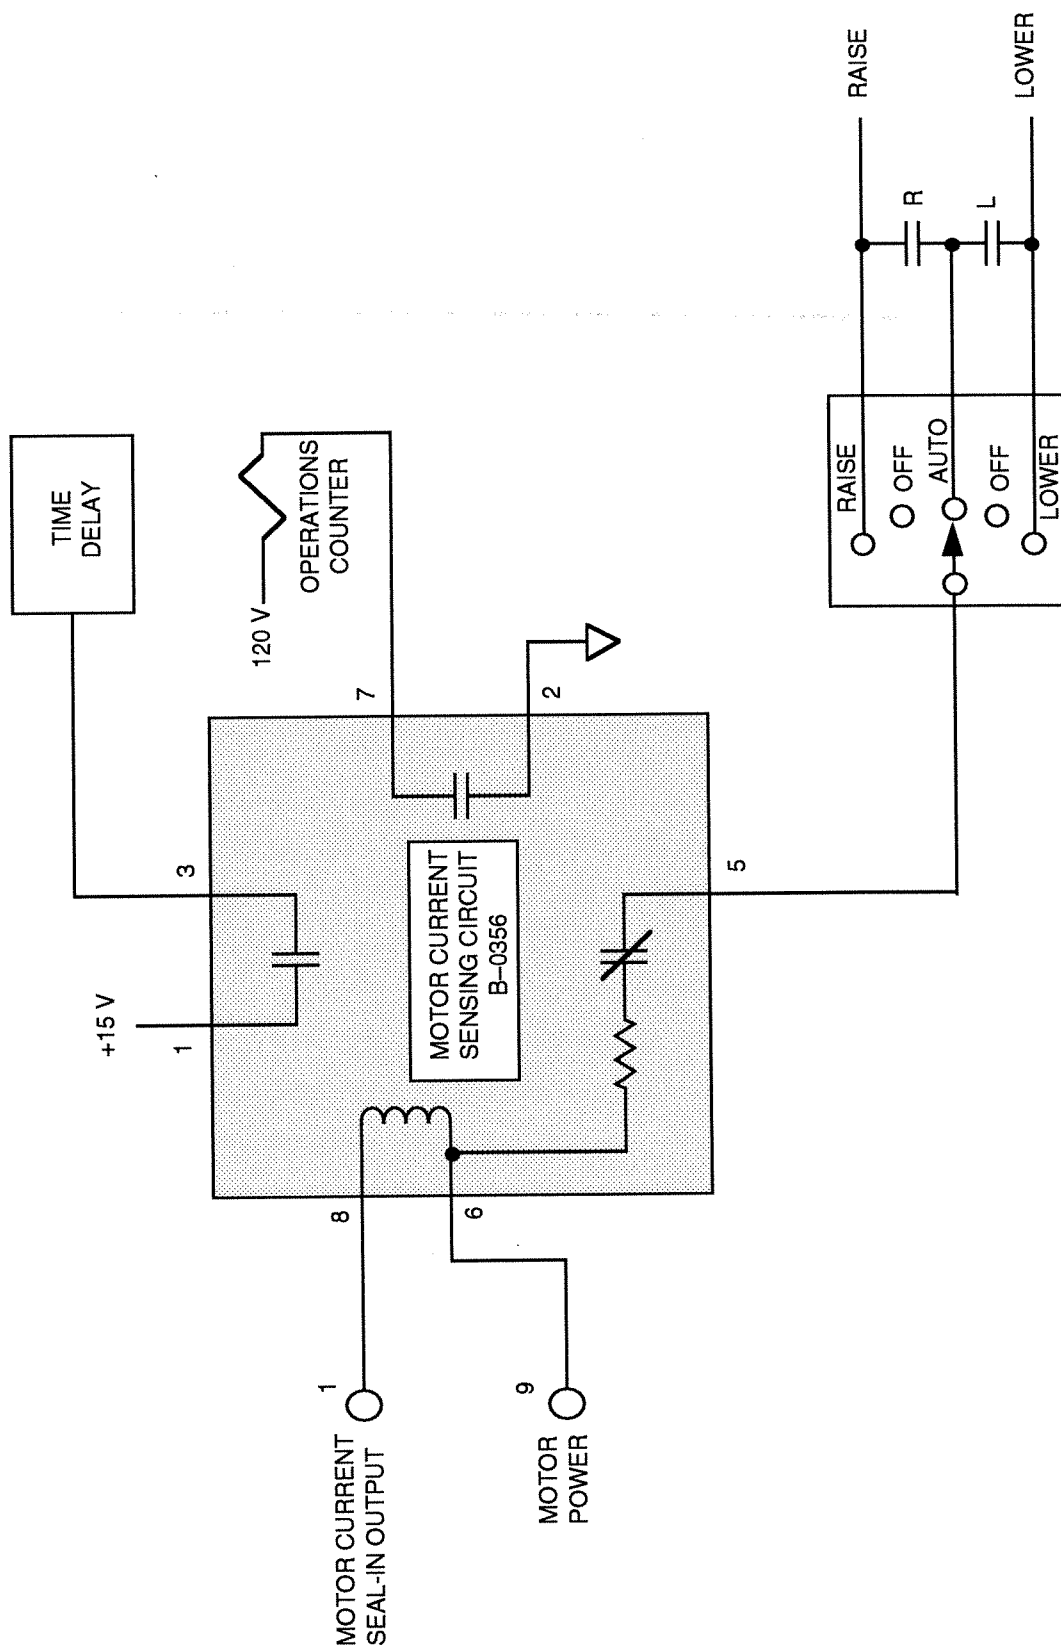 TIME
DELAY
+15 V
1
3
120 V
OPERATIONS
COUNTER
7
2
8
6
MOTOR CURRENT
SENSING CIRCUIT
B–0356
5
1
MOTOR CURRENT
SEAL-IN OUTPUT
9
MOTOR
POWER
RAISE
OFF
AUTO
OFF
LOWER
R
L
RAISE
LOWER